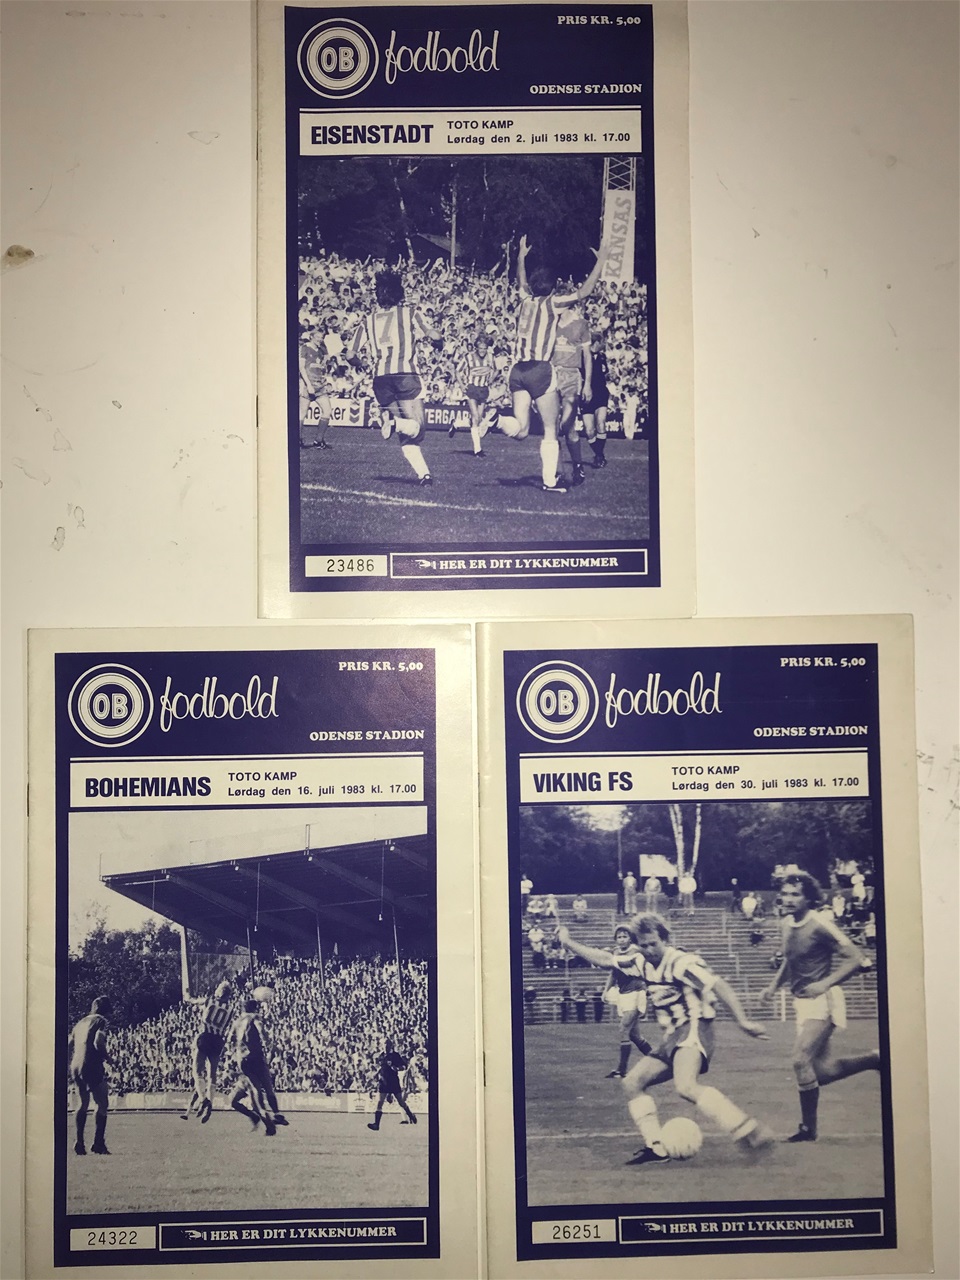 PRIS KR. 5,00
OB fodbold
ODENSE STADION
EISENSTADT
TOTO KAMP
Lørdag den 2. juli 1983 kl. 17.00
KANSAS
7
9
23486
HER ER DIT LYKKENUMMER
PRIS KR. 5,00
OB fodbold
ODENSE STADION
BOHEMIANS
TOTO KAMP
Lørdag den 16. juli 1983 kl. 17.00
10
24322
HER ER DIT LYKKENUMMER
PRIS KR. 5,00
OB fodbold
ODENSE STADION
VIKING FS
TOTO KAMP
Lørdag den 30. juli 1983 kl. 17.00
26251
HER ER DIT LYKKENUMMER